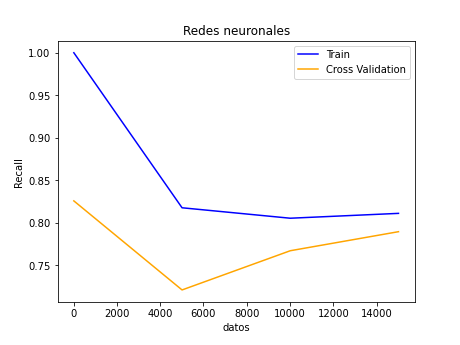 Redes neuronales
Train
Cross Validation
1.00
0.95
0.90
0.85
0.80
0.75
Recall
0 2000 4000 6000 8000 10000 12000 14000
datos